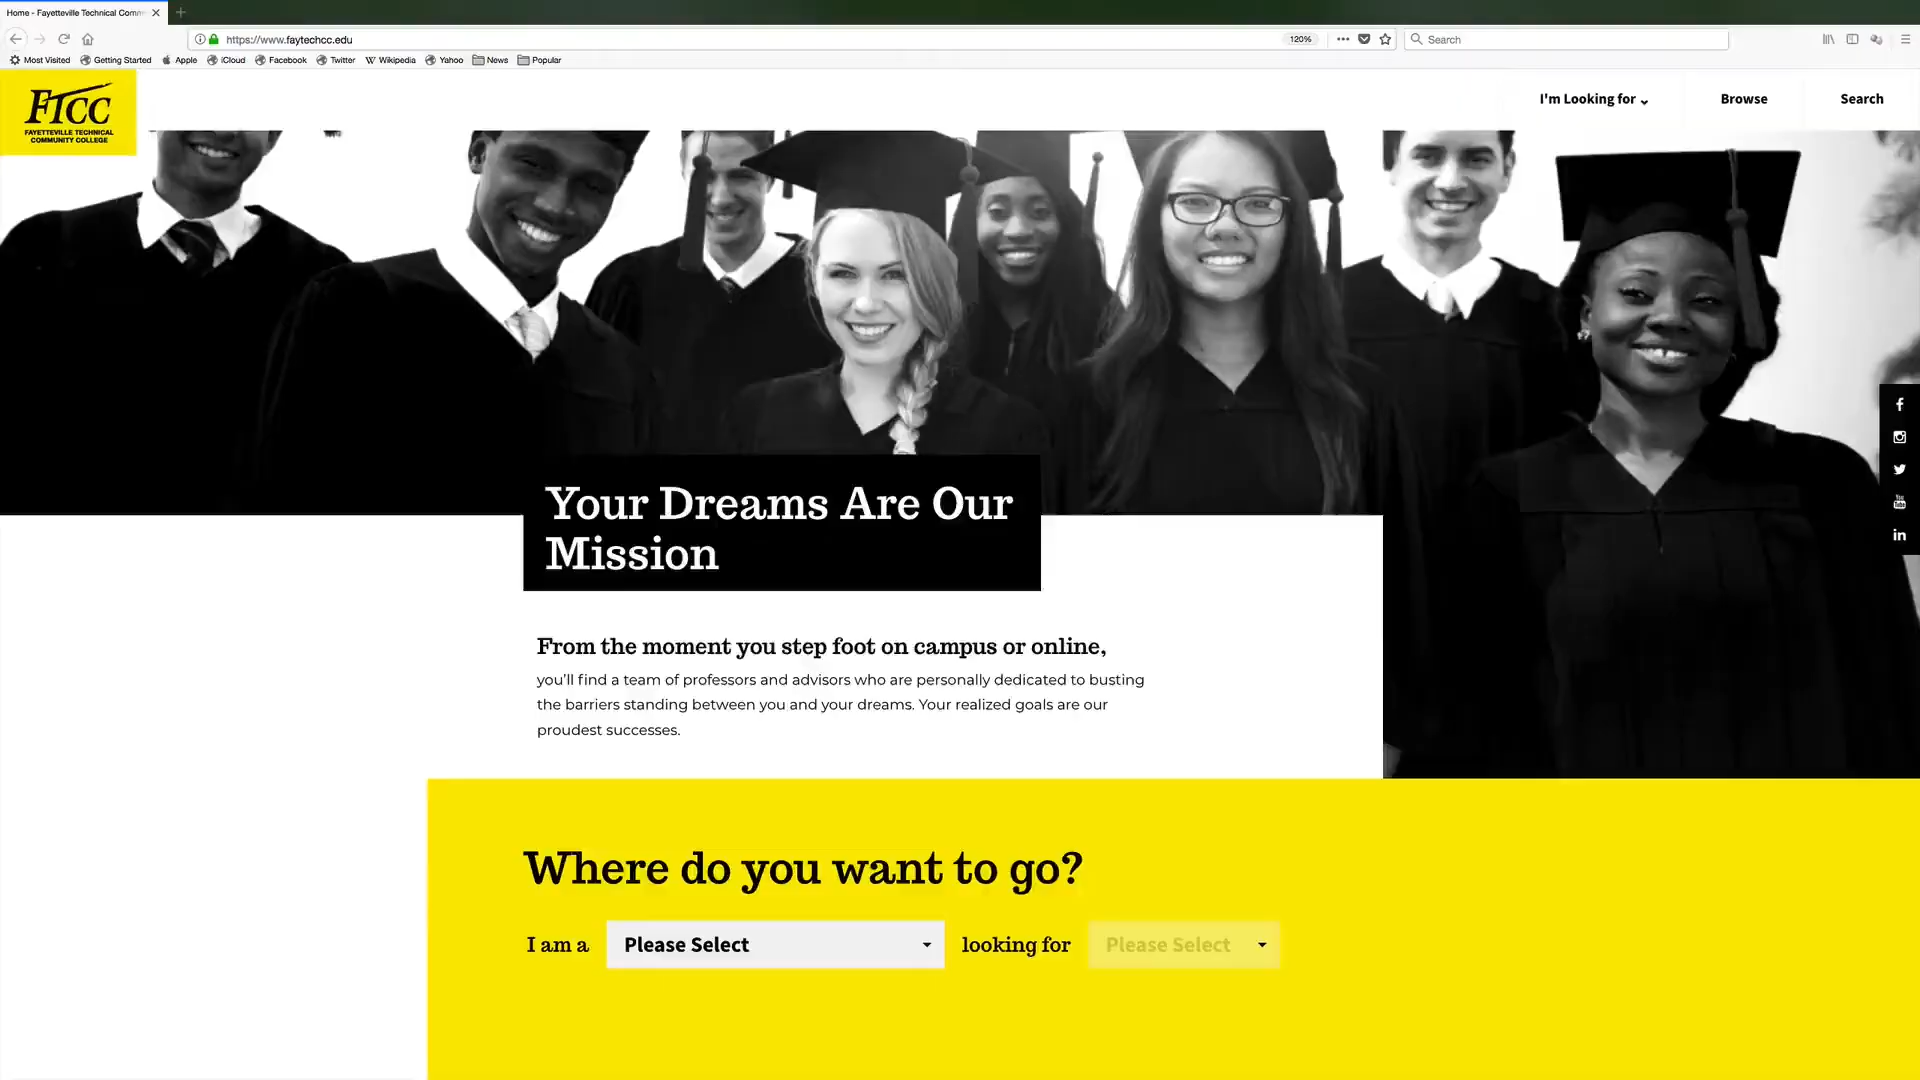 Home - Fayetteville Technical Comm
https://www.faytechcc.edu
120%
Search
Most Visited
Getting Started
Apple
iCloud
Facebook
Twitter
Wikipedia
Yahoo
News
Popular
FTCC
FAYETTEVILLE TECHNICAL
COMMUNITY COLLEGE
I'm Looking for
Browse
Search
Your Dreams Are Our
Mission
From the moment you step foot on campus or online,
you'll find a team of professors and advisors who are personally dedicated to busting
the barriers standing between you and your dreams. Your realized goals are our
proudest successes.
Where do you want to go?
I am a Please Select looking for Please Select